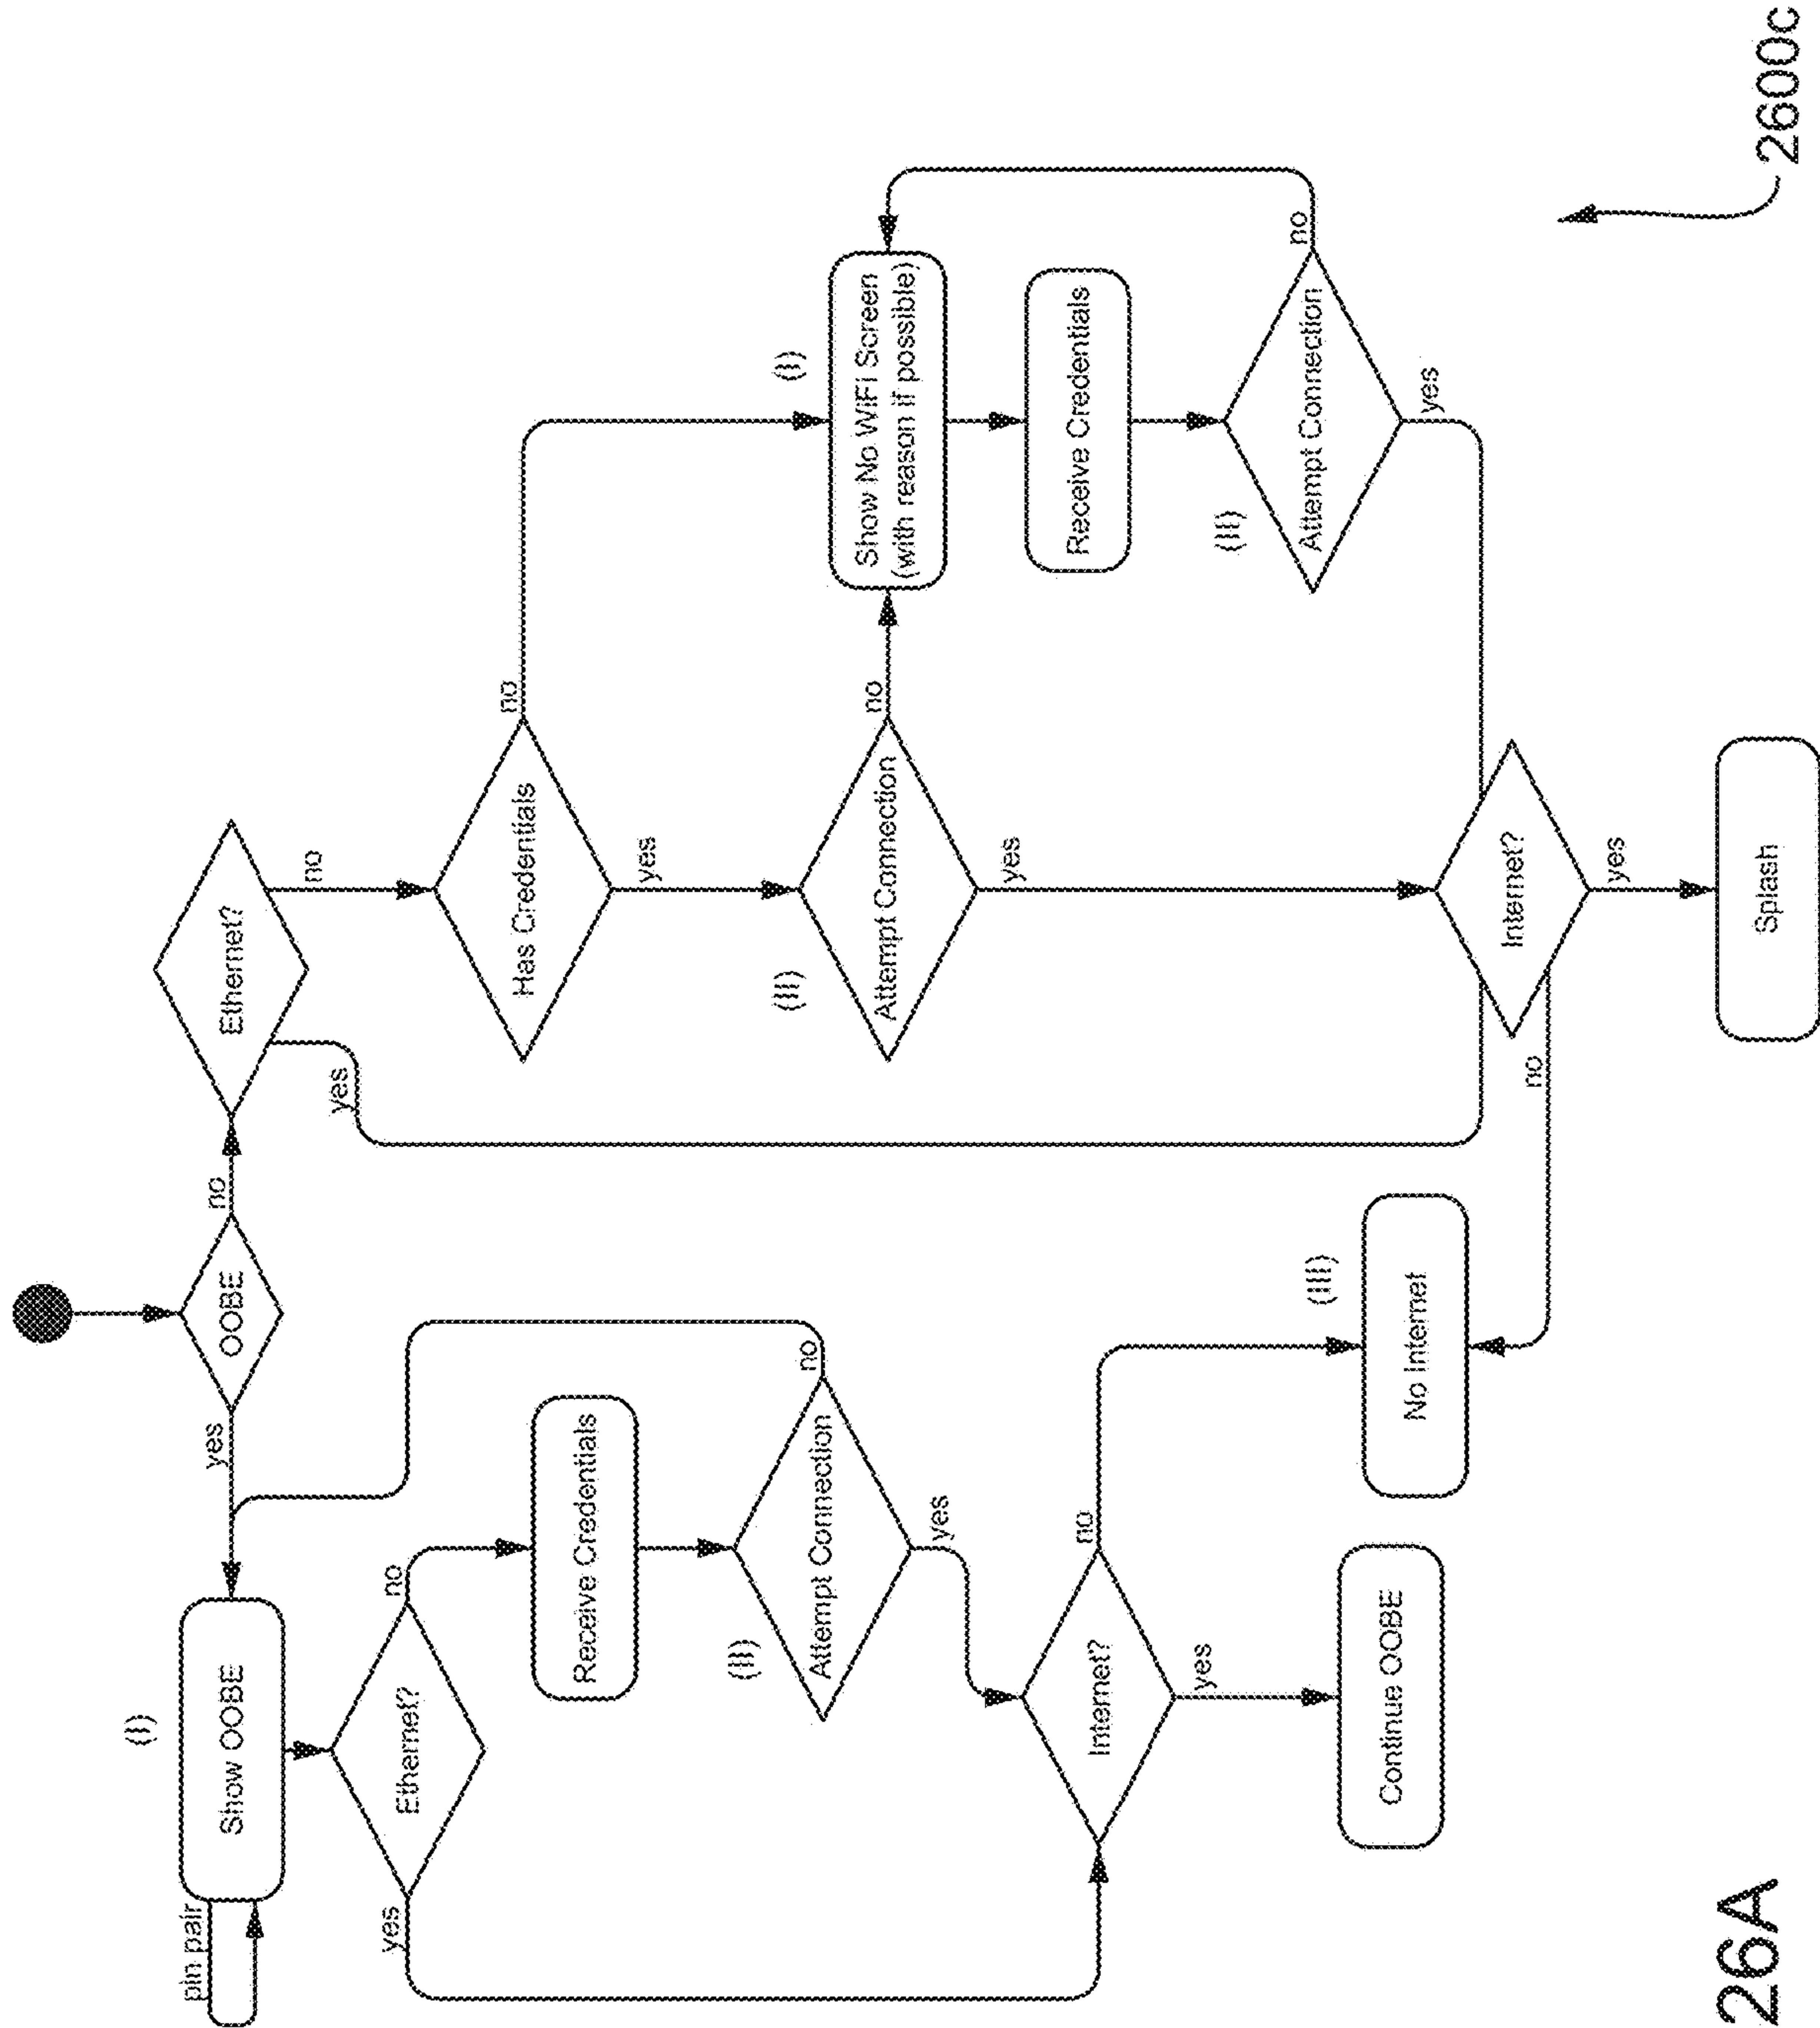 OOBE
yes
no
pin pair
Show OOBE
(I)
Ethernet?
yes
no
Receive Credentials
(II)
Attempt Connection
no
yes
Internet?
no
yes
Continue OOBE
(III)
No Internet
Ethernet?
yes
no
Has Credentials
no
yes
(II)
Attempt Connection
no
yes
(I)
Show No WiFi Screen
(with reason if possible)
Receive Credentials
(II)
Attempt Connection
no
yes
Internet?
no
yes
Splash
26A
2600c